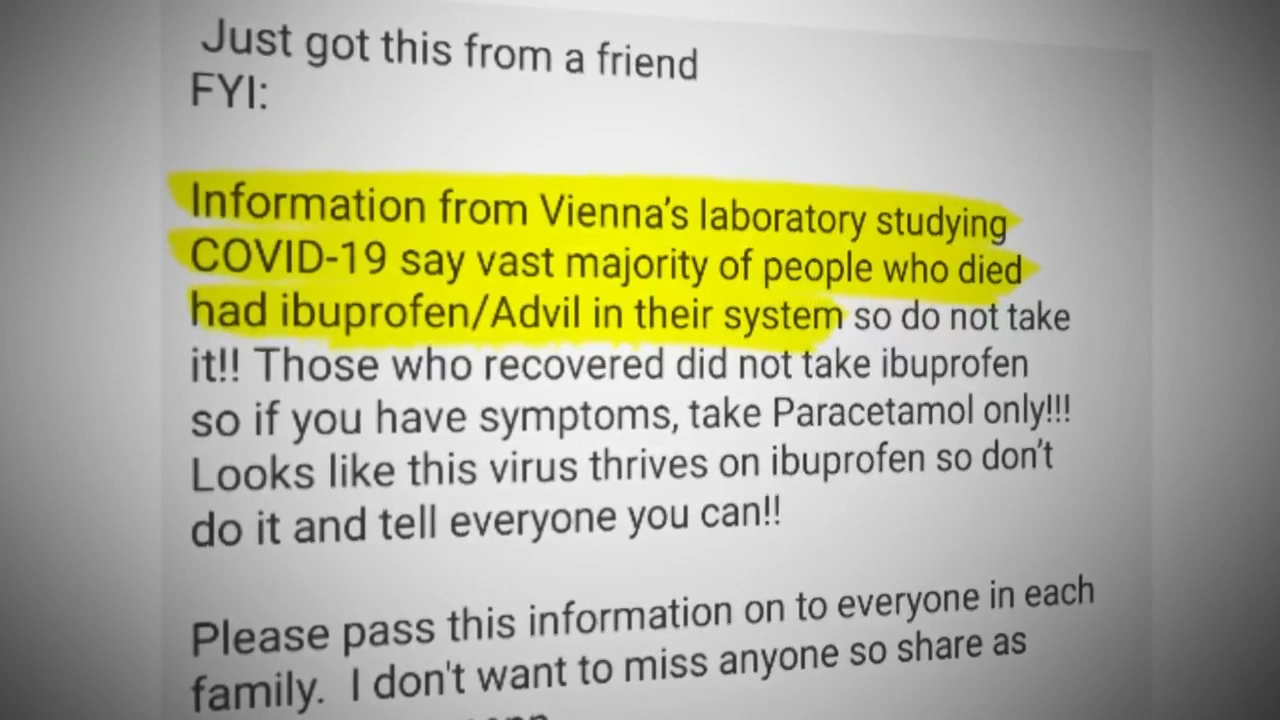 Just got this from a friend
FYI:
Information from Vienna's laboratory studying
COVID-19 say vast majority of people who died
had ibuprofen/Advil in their system so do not take
it!! Those who recovered did not take ibuprofen
so if you have symptoms, take Paracetamol only!!!
Looks like this virus thrives on ibuprofen so don't
do it and tell everyone you can!!
Please pass this information on to everyone in each
family.  I don't want to miss anyone so share as